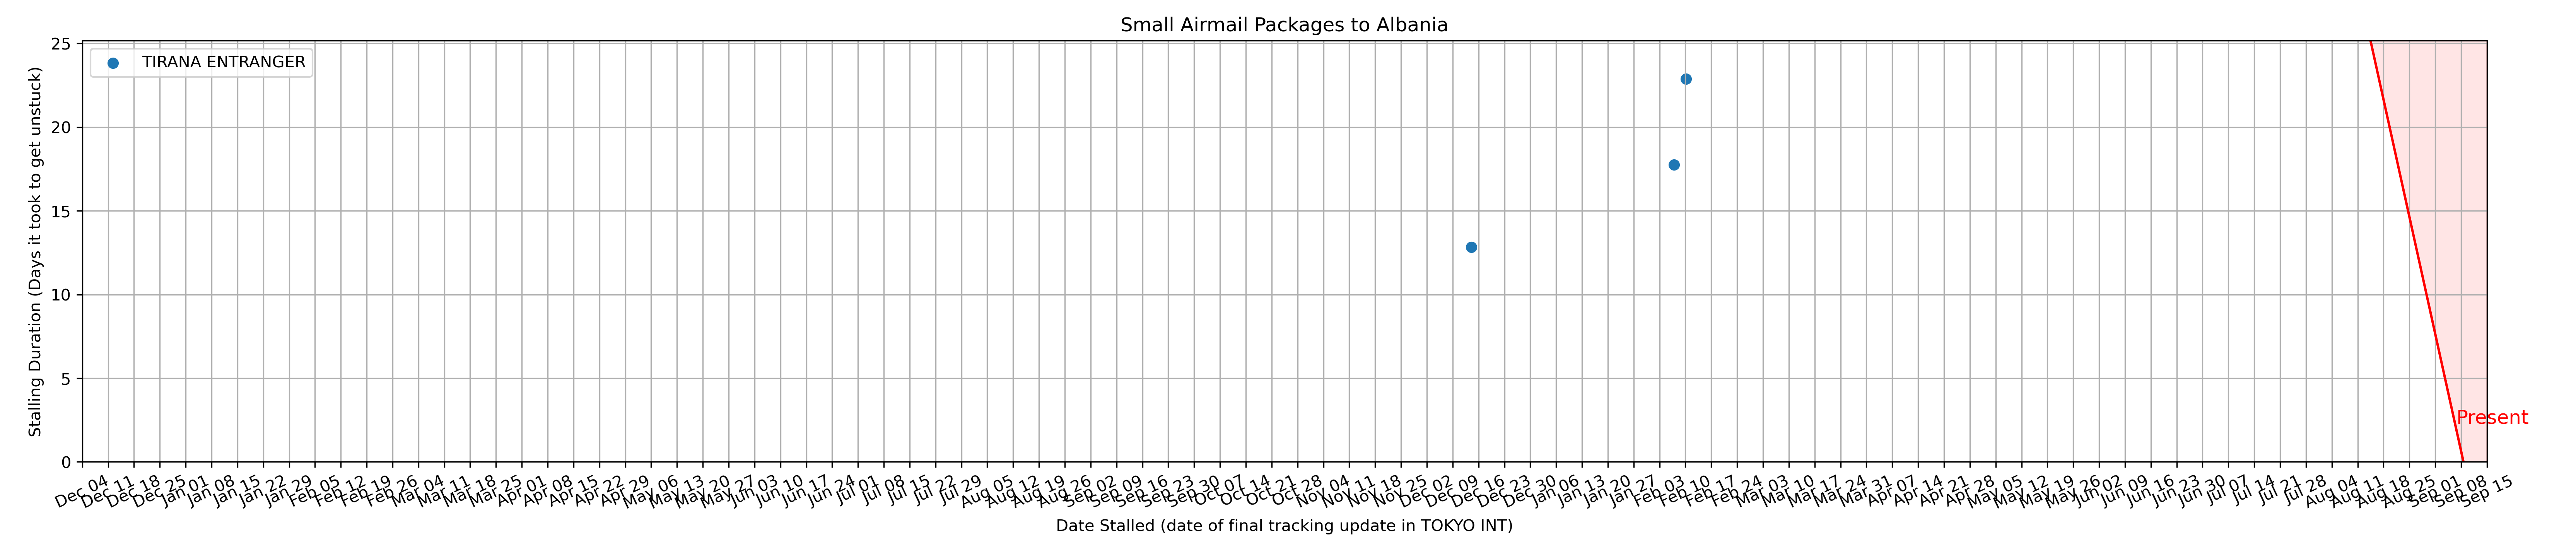 Small Airmail Packages to Albania
TIRANA ENTRANGER
Stalling Duration (Days it took to get unstuck)
25
20
15
10
5
0
Present
Dec 04 Dec 11 Dec 18 Dec 25 Jan 01 Jan 08 Jan 15 Jan 22 Jan 29 Feb 05 Feb 12 Feb 19 Feb 26 Mar 04 Mar 11 Mar 18 Mar 25 Apr 01 Apr 08 Apr 15 Apr 22 Apr 29 May 06 May 13 May 20 May 27 Jun 03 Jun 10 Jun 17 Jun 24 Jul 01 Jul 08 Jul 15 Jul 22 Jul 29 Aug 05 Aug 12 Aug 19 Aug 26 Sep 02 Sep 09 Sep 16 Sep 23 Sep 30 Oct 07 Oct 14 Oct 21 Oct 28 Nov 04 Nov 11 Nov 18 Nov 25 Dec 02 Dec 09 Dec 16 Dec 23 Dec 30 Jan 06 Jan 13 Jan 20 Jan 27 Feb 03 Feb 10 Feb 17 Feb 24 Mar 03 Mar 10 Mar 17 Mar 24 Mar 31 Apr 07 Apr 14 Apr 21 Apr 28 May 05 May 12 May 19 May 26 Jun 02 Jun 09 Jun 16 Jun 23 Jun 30 Jul 07 Jul 14 Jul 21 Jul 28 Aug 04 Aug 11 Aug 18 Aug 25 Sep 01 Sep 08 Sep 15
Date Stalled (date of final tracking update in TOKYO INT)